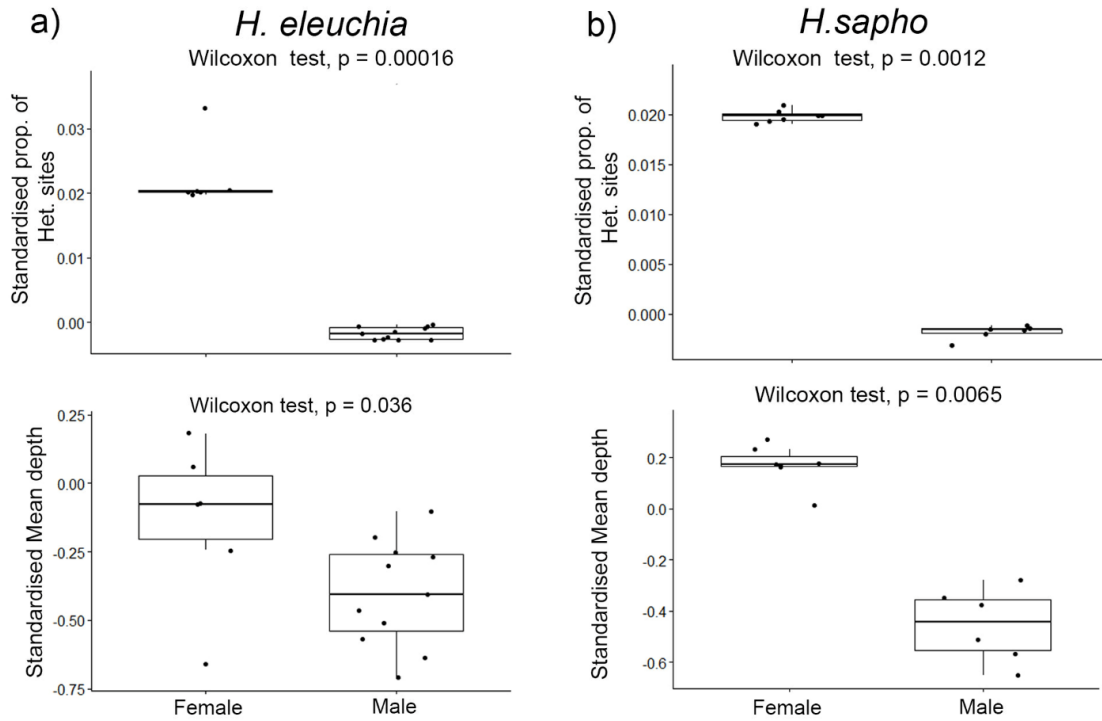 a)
H. eleuchia
Wilcoxon test, p = 0.00016
Standardised prop. of
Het. sites
0.03
0.02
0.01
0.00
Wilcoxon test, p = 0.036
Standardised Mean depth
0.25
0.00
-0.25
-0.50
-0.75
Female
Male
b)
H.sapho
Wilcoxon test, p = 0.0012
Standardised prop. of
Het. sites
0.020
0.015
0.010
0.005
0.000
Wilcoxon test, p = 0.0065
Standardised Mean depth
0.2
0.0
-0.4
-0.6
Female
Male